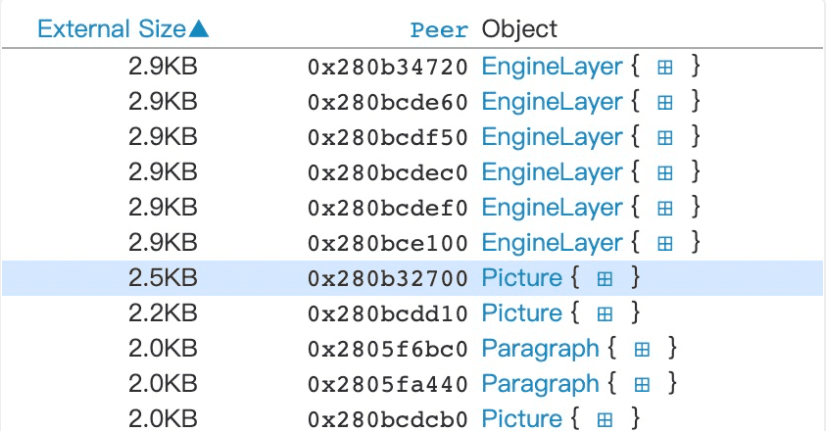 External Size▲ Peer Object
2.9KB 0x280b34720 EngineLayer { ⊞ }
2.9KB 0x280bcde60 EngineLayer { ⊞ }
2.9KB 0x280bcdf50 EngineLayer { ⊞ }
2.9KB 0x280bcdec0 EngineLayer { ⊞ }
2.9KB 0x280bcdef0 EngineLayer { ⊞ }
2.9KB 0x280bce100 EngineLayer { ⊞ }
2.5KB 0x280b32700 Picture { ⊞ }
2.2KB 0x280bcdd10 Picture { ⊞ }
2.0KB 0x2805f6bc0 Paragraph { ⊞ }
2.0KB 0x2805fa440 Paragraph { ⊞ }
2.0KB 0x280bcdcb0 Picture { ⊞ }